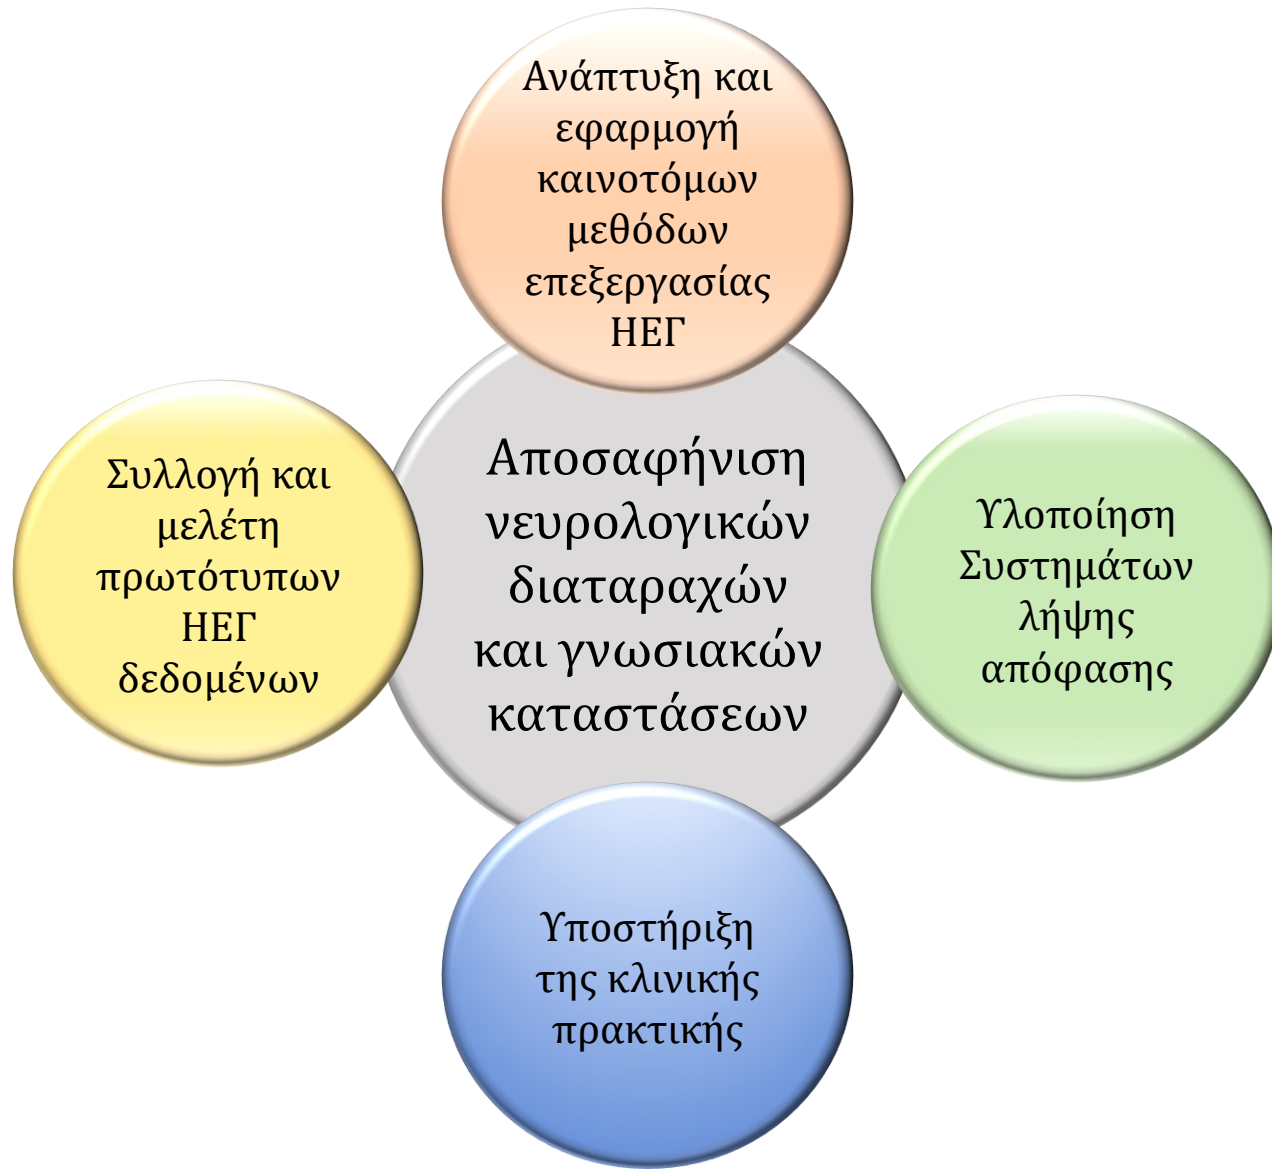 Ανάπτυξη και
εφαρμογή
καινοτόμων
μεθόδων
επεξεργασίας
ΗΕΓ
Συλλογή και
μελέτη
πρωτότυπων
ΗΕΓ
δεδομένων
Αποσαφήνιση
νευρολογικών
διαταραχών
και γνωσιακών
καταστάσεων
Υλοποίηση
Συστημάτων
λήψης
απόφασης
Υποστήριξη
της κλινικής
πρακτικής